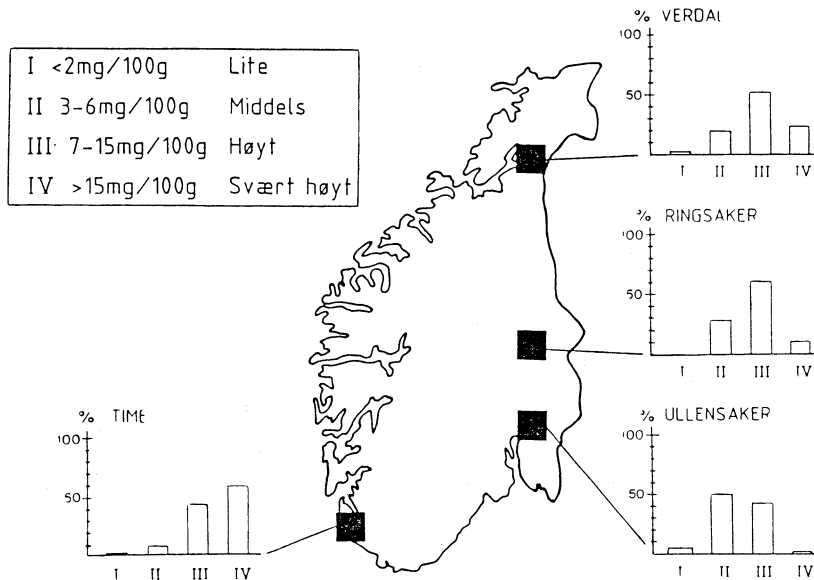 I <2mg/100g Lite
II 3-6mg/100g Middels
III 7-15mg/100g Høyt
IV >15mg/100g Svært høyt
% VERDAL
100
50
I II III IV
% RINGSAKER
100
50
I II III IV
% ULLENSAKER
100
50
I II III IV
% TIME
100
50
I II III IV